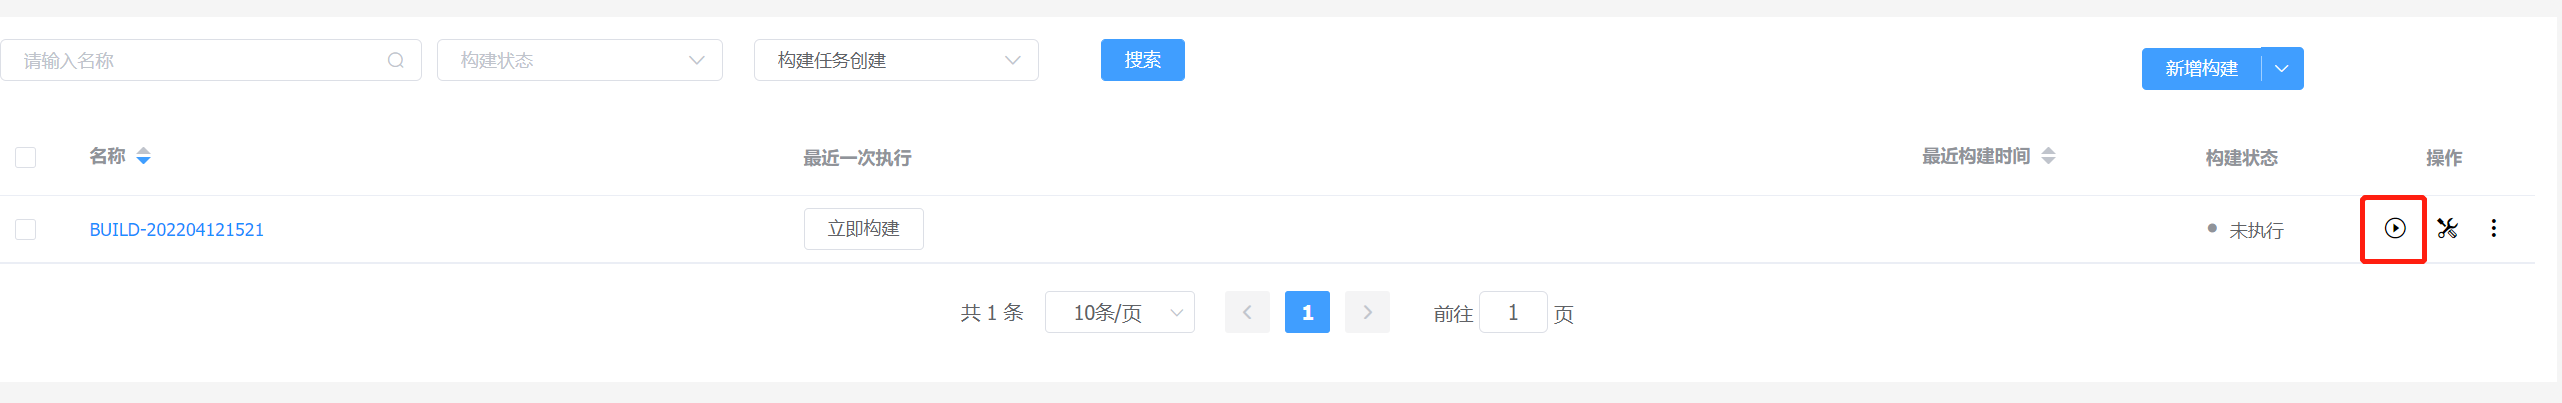 请输入名称 构建状态 构建任务创建 搜索 新增构建
名称 最近一次执行 最近构建时间 构建状态 操作
BUILD-202204121521 立即构建 未执行
共 1 条 10条/页 1 前往 1 页